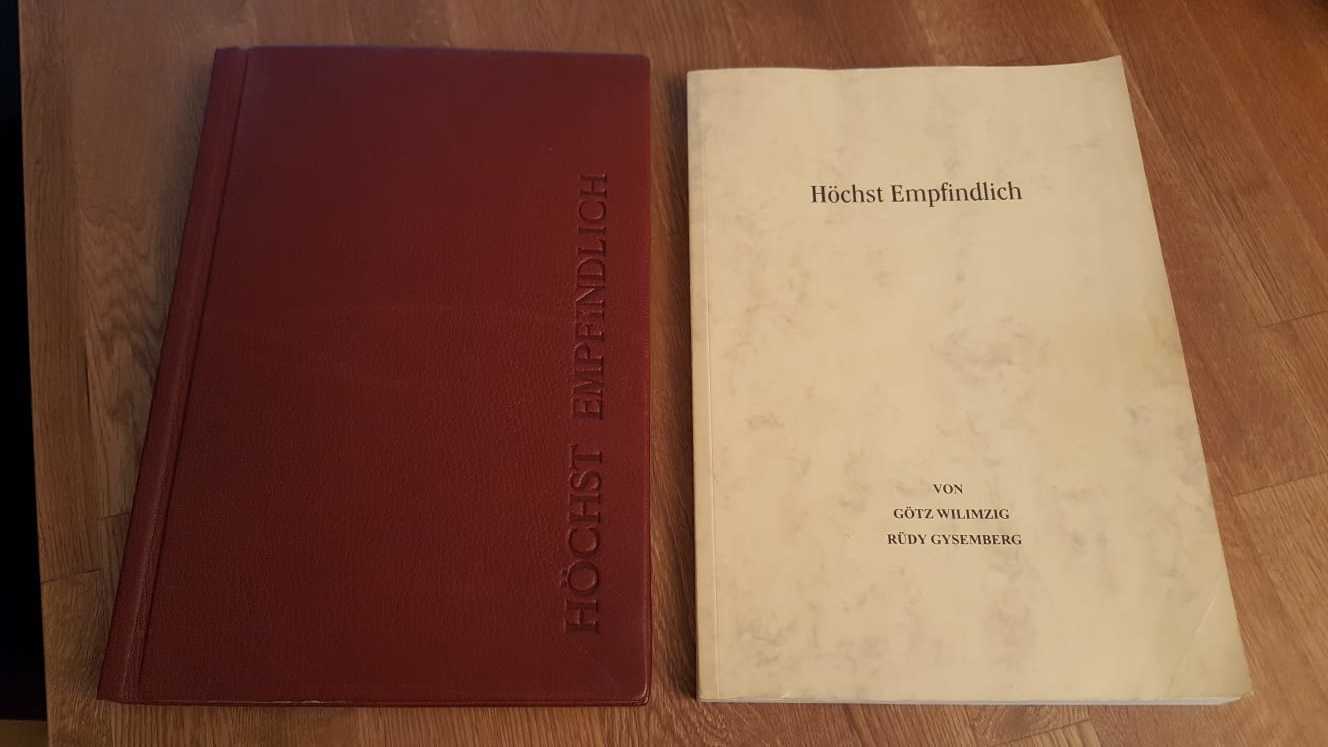 HÖCHST EMPFiNDLICH
Höchst Empfindlich
VON
GÖTZ WILIMZIG
RÜDY GYSEMBERG